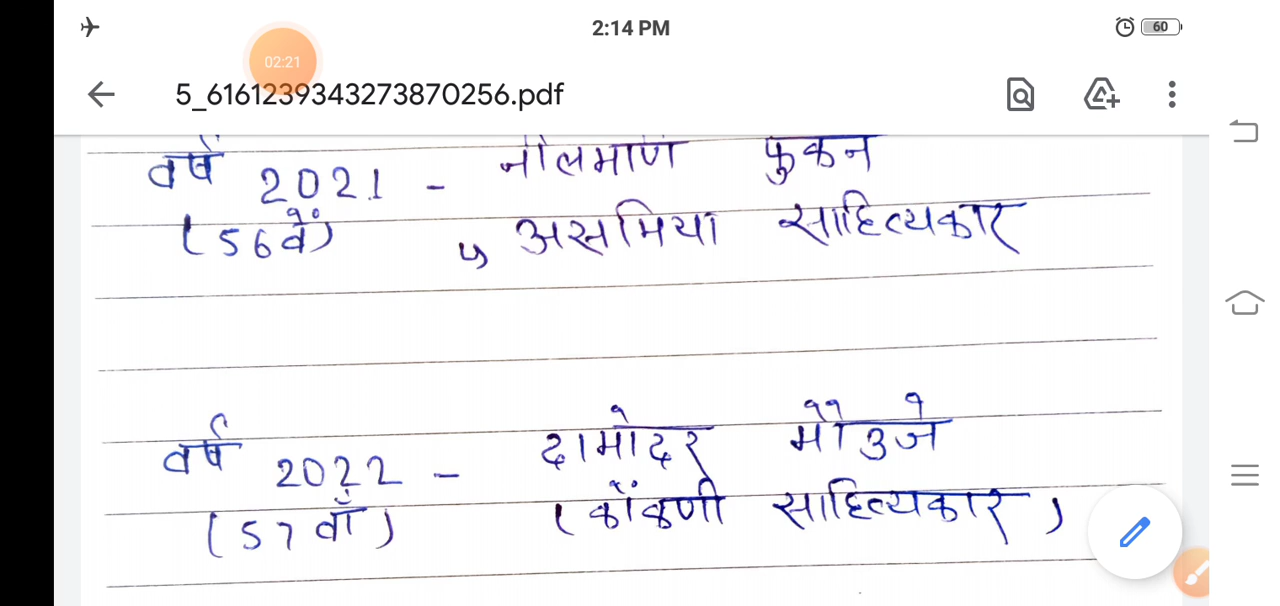 2:14 PM
60
02:21
5_6161239343273870256.pdf
वर्ष 2021 - नीलमणि फुकन
(56वें) ↳ असमिया साहित्यकार
वर्ष 2022 - दामोदर मौउजे
(57वाँ) (कोंकणी साहित्यकार)